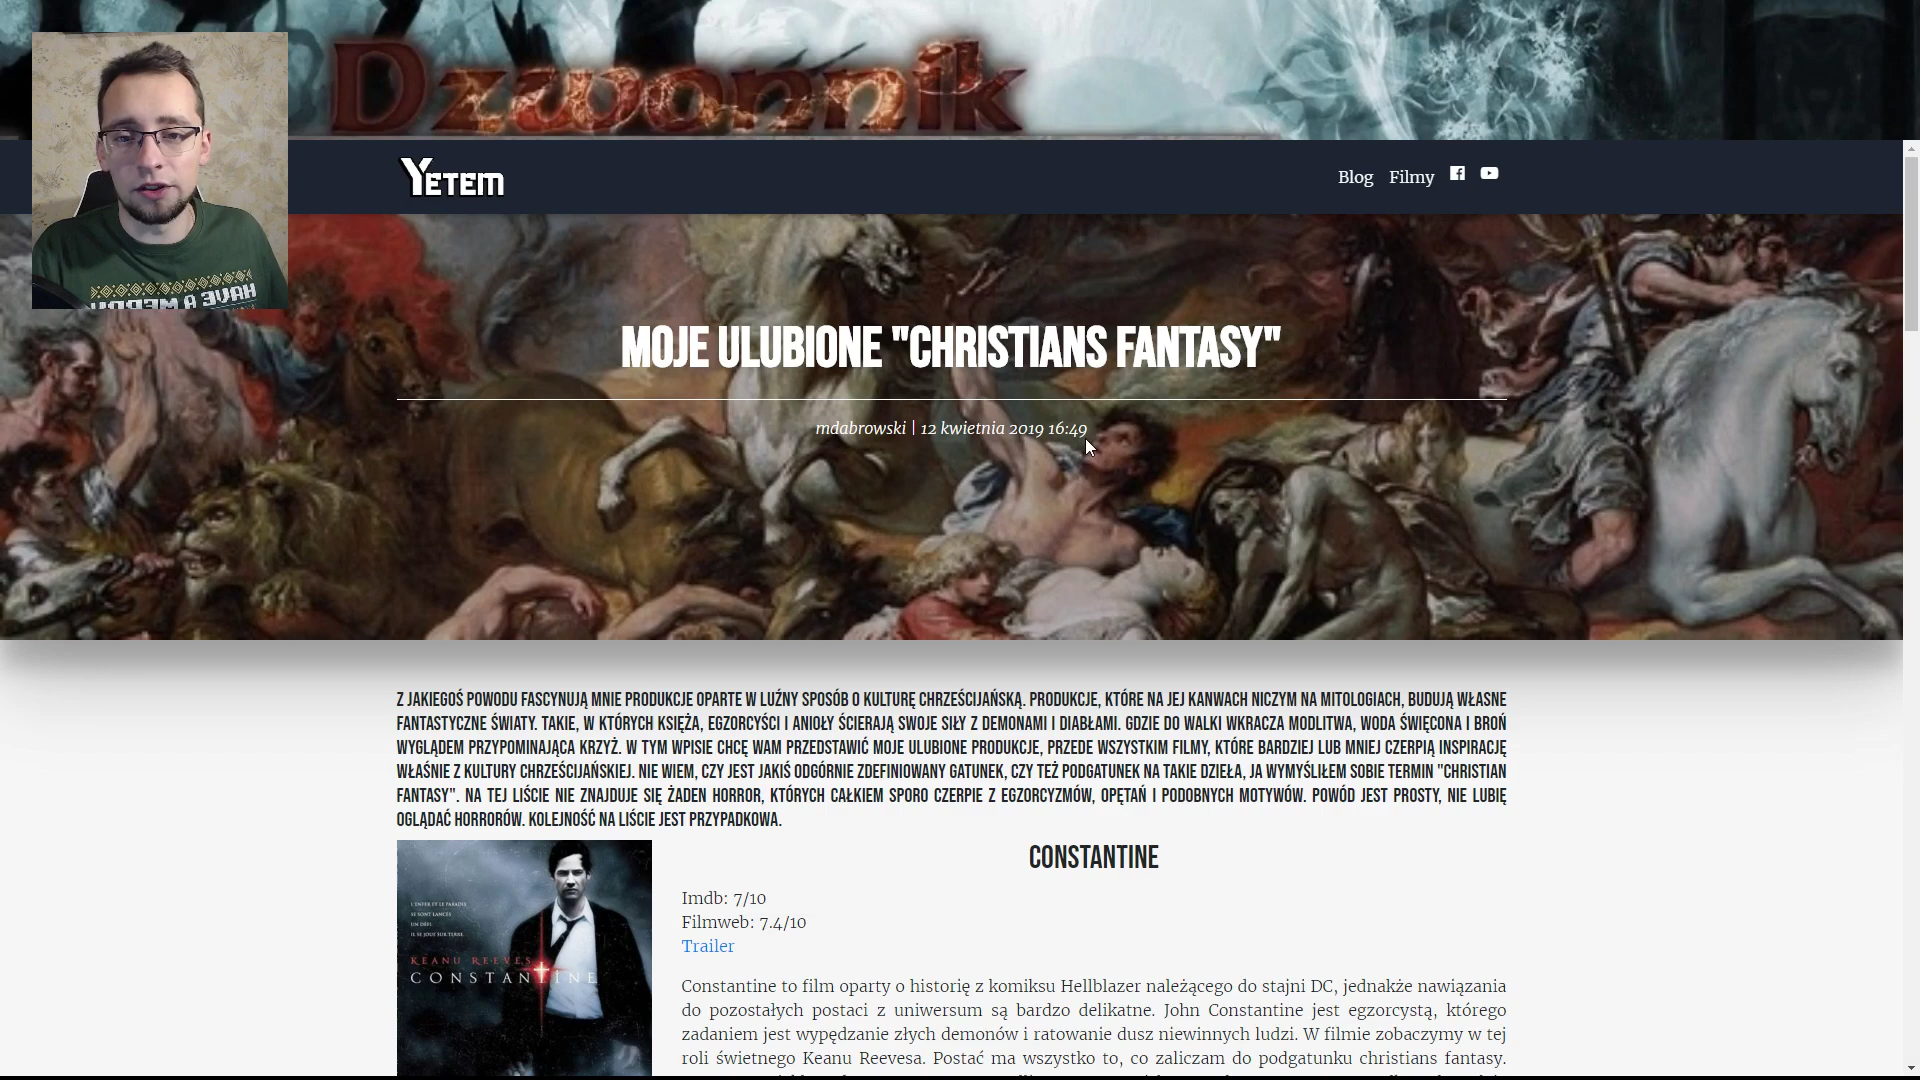 Dzwonnik
YETEM
Blog Filmy
MOJE ULUBIONE "CHRISTIANS FANTASY"
mdabrowski | 12 kwietnia 2019 16:49
Z JAKIEGOŚ POWODU FASCYNUJĄ MNIE PRODUKCJE OPARTE W LUŹNY SPOSÓB O KULTURĘ CHRZEŚCIJAŃSKĄ. PRODUKCJE, KTÓRE NA JEJ KANWACH NICZYM NA MITOLOGIACH, BUDUJĄ WŁASNE
FANTASTYCZNE ŚWIATY. TAKIE, W KTÓRYCH KSIĘŻA, EGZORCYŚCI I ANIOŁY ŚCIERAJĄ SWOJE SIŁY Z DEMONAMI I DIABŁAMI. GDZIE DO WALKI WKRACZA MODLITWA, WODA ŚWIĘCONA I BROŃ
WYGLĄDEM PRZYPOMINAJĄCA KRZYŻ. W TYM WPISIE CHCĘ WAM PRZEDSTAWIĆ MOJE ULUBIONE PRODUKCJE, PRZEDE WSZYSTKIM FILMY, KTÓRE BARDZIEJ LUB MNIEJ CZERPIĄ INSPIRACJĘ
WŁAŚNIE Z KULTURY CHRZEŚCIJAŃSKIEJ. NIE WIEM, CZY JEST JAKIŚ ODGÓRNIE ZDEFINIOWANY GATUNEK, CZY TEŻ PODGATUNEK NA TAKIE DZIEŁA, JA WYMYŚLIŁEM SOBIE TERMIN "CHRISTIAN
FANTASY". NA TEJ LIŚCIE NIE ZNAJDUJE SIĘ ŻADEN HORROR, KTÓRYCH CAŁKIEM SPORO CZERPIE Z EGZORCYZMÓW, OPĘTAŃ I PODOBNYCH MOTYWÓW. POWÓD JEST PROSTY, NIE LUBIĘ
OGLĄDAĆ HORRORÓW. KOLEJNOŚĆ NA LIŚCIE JEST PRZYPADKOWA.
L'ENFER ET LE PARADIS
SE SONT LANCÉS
UN DÉFI.
IL SE JOUE SUR TERRE.
KEANU REEVES
CONSTANTINE
CONSTANTINE
Imdb: 7/10
Filmweb: 7.4/10
Trailer
Constantine to film oparty o historię z komiksu Hellblazer należącego do stajni DC, jednakże nawiązania
do pozostałych postaci z uniwersum są bardzo delikatne. John Constantine jest egzorcystą, którego
zadaniem jest wypędzanie złych demonów i ratowanie dusz niewinnych ludzi. W filmie zobaczymy w tej
roli świetnego Keanu Reevesa. Postać ma wszystko to, co zaliczam do podgatunku christians fantasy.